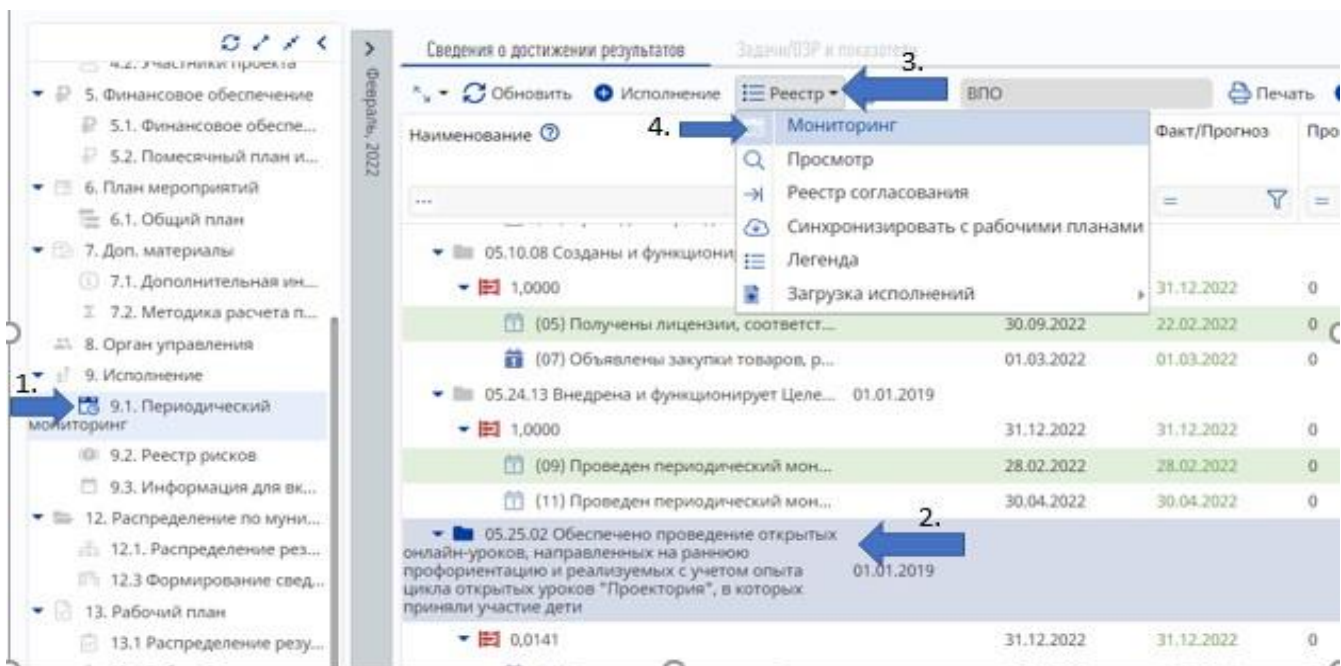 4.2. Участники проекта
5. Финансовое обеспечение
5.1. Финансовое обеспе...
5.2. Помесячный план и...
6. План мероприятий
6.1. Общий план
7. Доп. материалы
7.1. Дополнительная ин...
7.2. Методика расчета п...
8. Орган управления
9. Исполнение
1.
9.1. Периодический
мониторинг
9.2. Реестр рисков
9.3. Информация для вк...
12. Распределение по муни...
12.1. Распределение рез...
12.3 Формирование свед...
13. Рабочий план
13.1 Распределение резу...
Февраль, 2022
Сведения о достижении результатов Задачи/ОЗР и показатели
3.
Обновить Исполнение Реестр ВПО Печать
Наименование 4. Мониторинг Факт/Прогноз Про
Просмотр
... Реестр согласования = =
Синхронизировать с рабочими планами
05.10.08 Созданы и функциони Легенда
1,0000 Загрузка исполнений 31.12.2022 0
(05) Получены лицензии, соответст... 30.09.2022 22.02.2022 0
(07) Объявлены закупки товаров, р... 01.03.2022 01.03.2022 0
05.24.13 Внедрена и функционирует Целе... 01.01.2019
1,0000 31.12.2022 31.12.2022 0
(09) Проведен периодический мон... 28.02.2022 28.02.2022 0
(11) Проведен периодический мон... 30.04.2022 30.04.2022 0
2.
05.25.02 Обеспечено проведение открытых
онлайн-уроков, направленных на раннюю
профориентацию и реализуемых с учетом опыта 01.01.2019
цикла открытых уроков "Проектория", в которых
приняли участие дети
0,0141 31.12.2022 31.12.2022 0